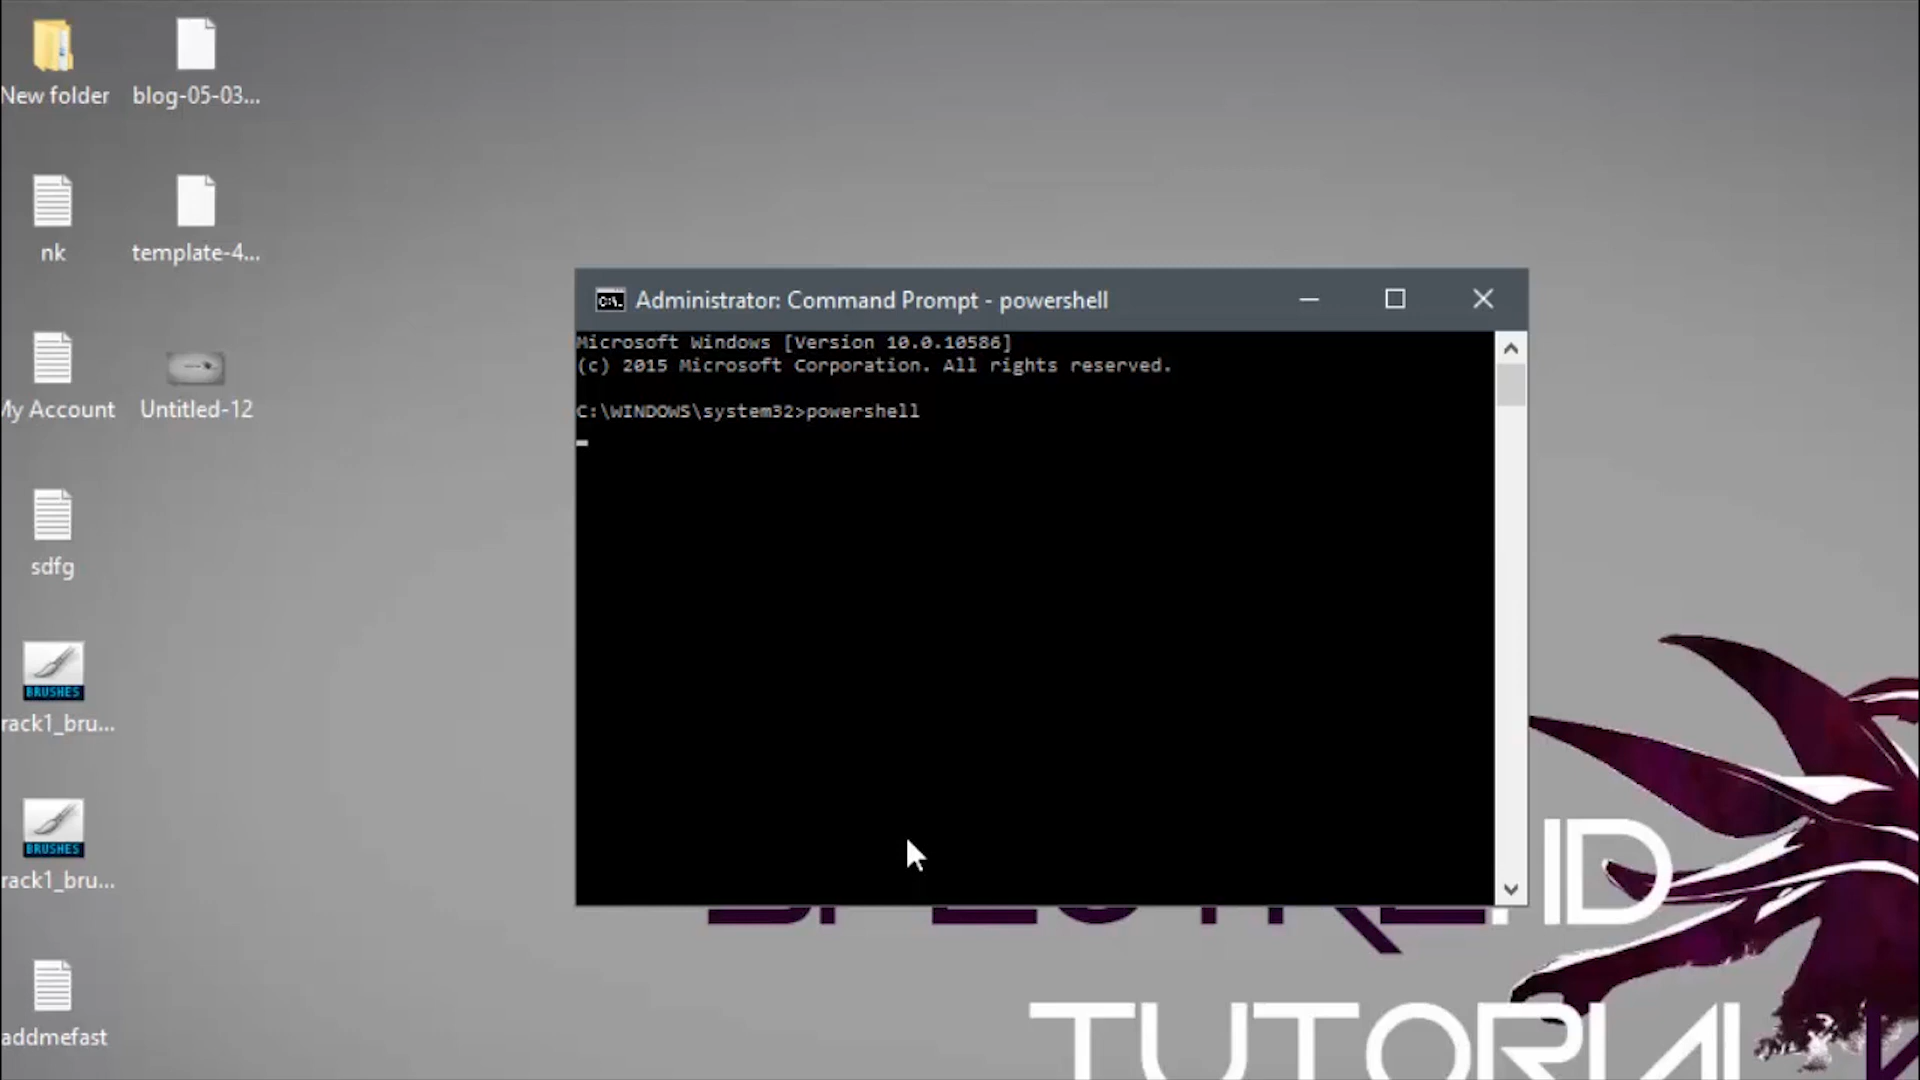 New folder
blog-05-03...
nk
template-4...
My Account
Untitled-12
sdfg
BRUSHES
rack1_bru...
BRUSHES
rack1_bru...
addmefast
Administrator: Command Prompt - powershell
Microsoft Windows [Version 10.0.10586]
(c) 2015 Microsoft Corporation. All rights reserved.
C:\WINDOWS\system32>powershell
TUTORIAL